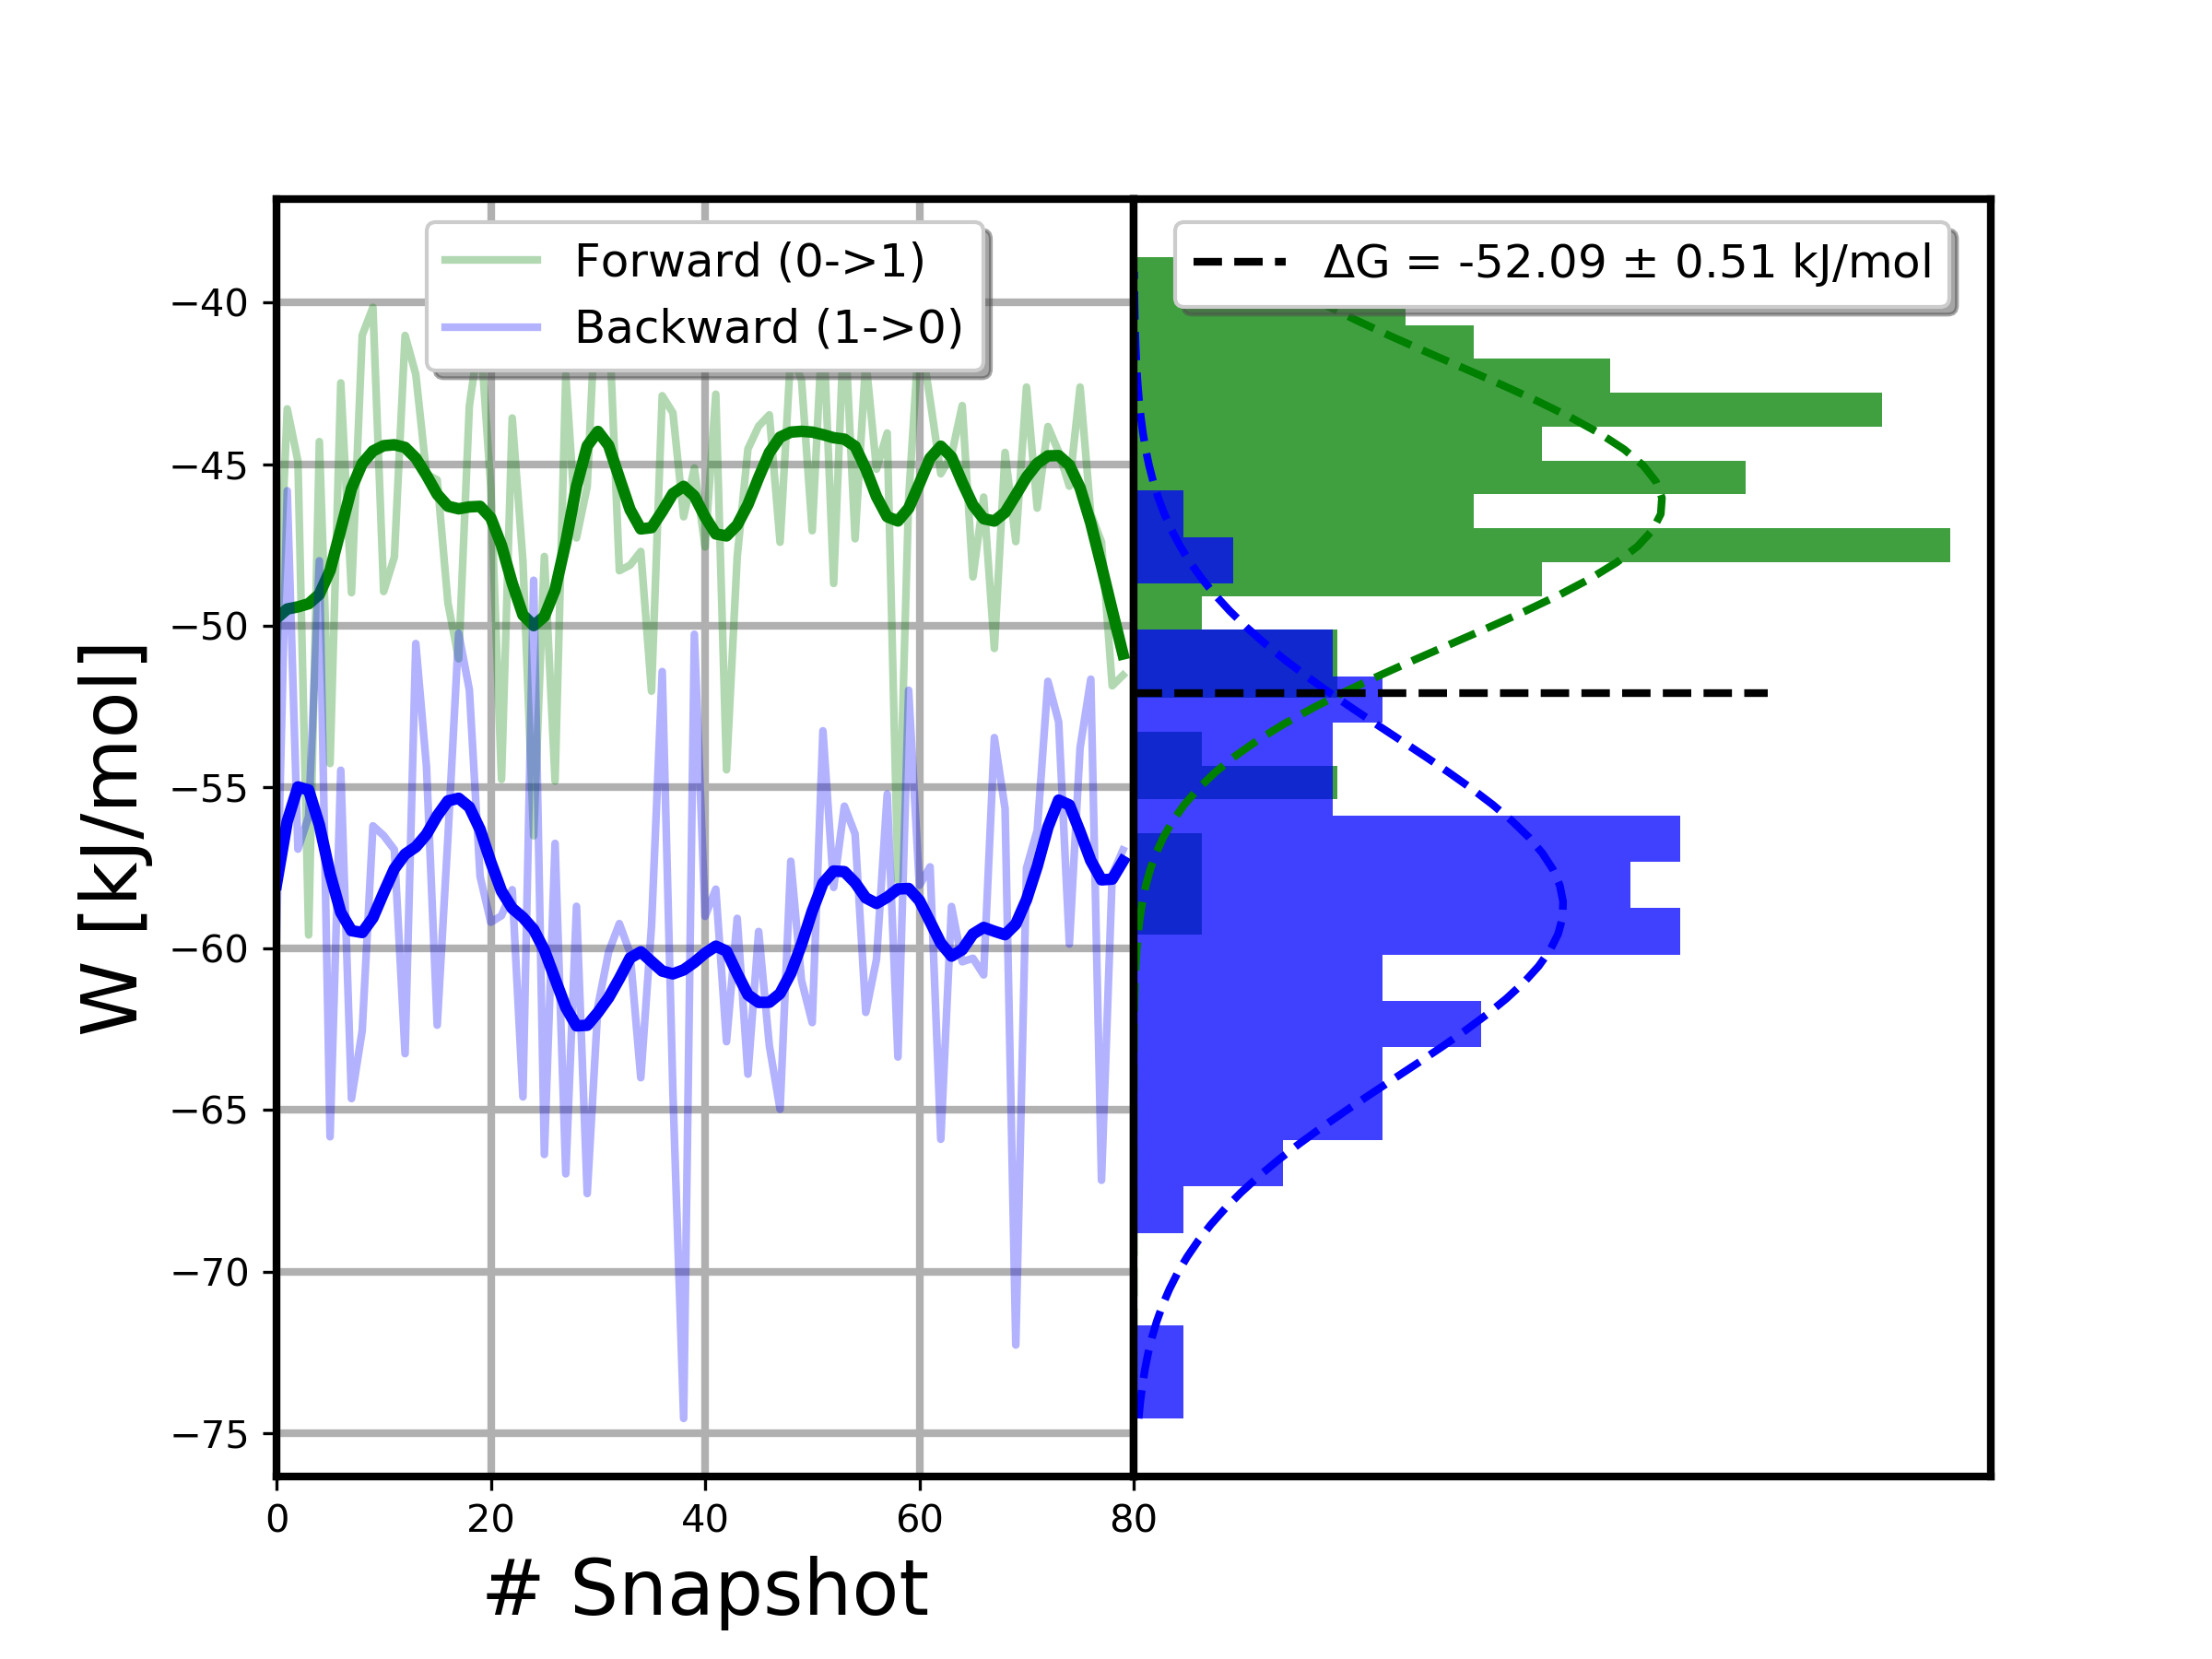 Forward (0->1)
Backward (1->0)
ΔG = -52.09 ± 0.51 kJ/mol
W [kJ/mol]
−40
−45
−50
−55
−60
−65
−70
−75
0 20 40 60 80
# Snapshot